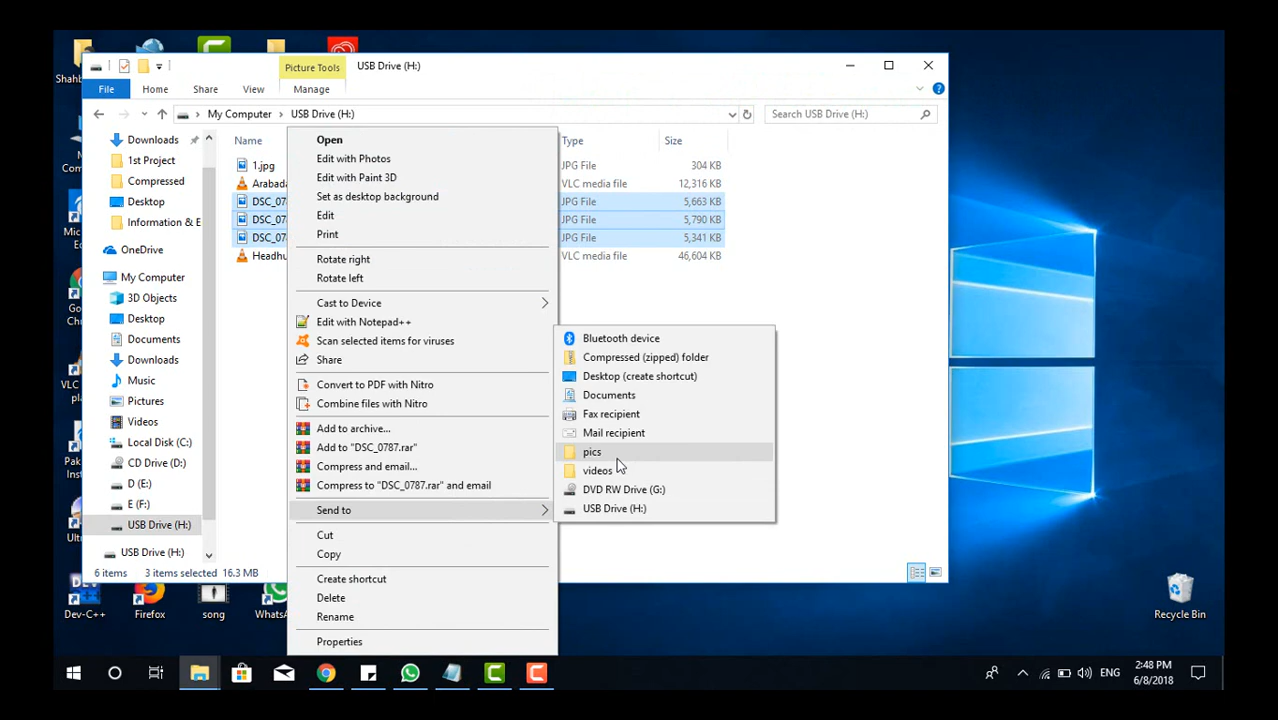 Shahb
Picture Tools
USB Drive (H:)
File
Home
Share
View
Manage
My Computer
USB Drive (H:)
Search USB Drive (H:)
Downloads
1st Project
Compressed
Desktop
Information & E
OneDrive
My Computer
3D Objects
Desktop
Documents
Downloads
Music
Pictures
Videos
Local Disk (C:)
CD Drive (D:)
D (E:)
E (F:)
USB Drive (H:)
USB Drive (H:)
Name
Type
Size
1.jpg
JPG File
304 KB
Arabada
VLC media file
12,316 KB
DSC_07
JPG File
5,663 KB
DSC_07
JPG File
5,790 KB
DSC_07
JPG File
5,341 KB
Headhu
VLC media file
46,604 KB
Open
Edit with Photos
Edit with Paint 3D
Set as desktop background
Edit
Print
Rotate right
Rotate left
Cast to Device
Edit with Notepad++
Scan selected items for viruses
Share
Convert to PDF with Nitro
Combine files with Nitro
Add to archive...
Add to "DSC_0787.rar"
Compress and email...
Compress to "DSC_0787.rar" and email
Send to
Cut
Copy
Create shortcut
Delete
Rename
Properties
Bluetooth device
Compressed (zipped) folder
Desktop (create shortcut)
Documents
Fax recipient
Mail recipient
pics
videos
DVD RW Drive (G:)
USB Drive (H:)
6 items
3 items selected
16.3 MB
Dev-C++
Firefox
song
WhatsA
Recycle Bin
ENG
2:48 PM
6/8/2018